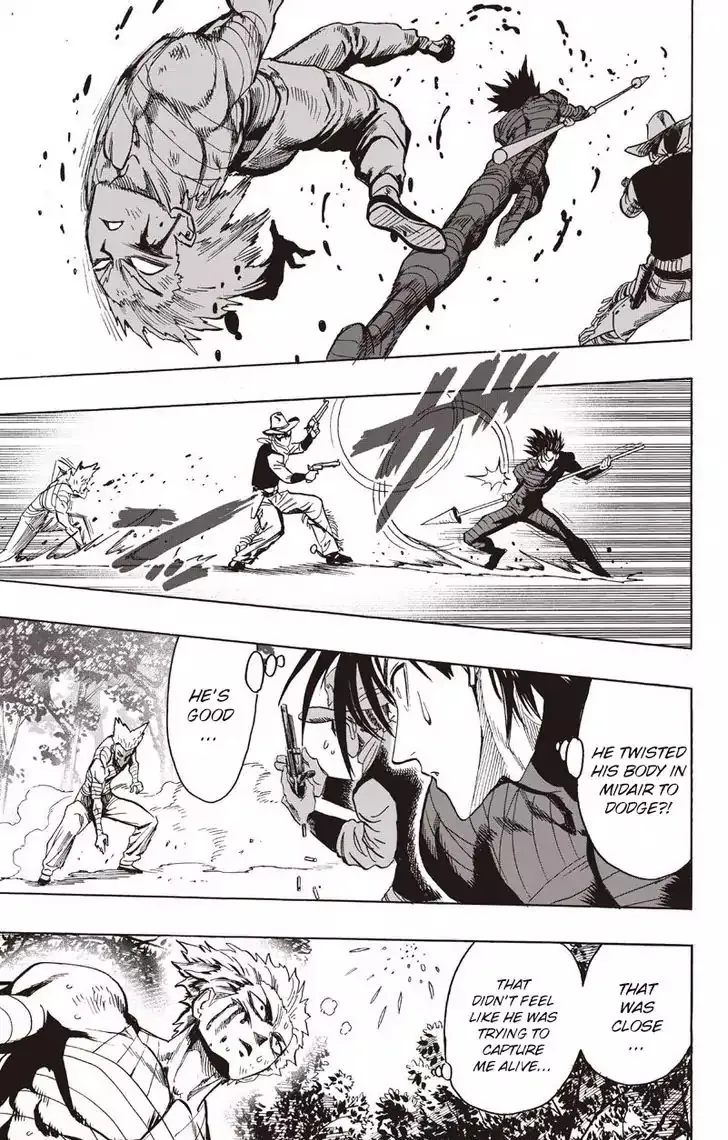 HE TWISTED
HIS BODY IN
MIDAIR TO
DODGE?!
HE'S
GOOD
...
THAT
WAS
CLOSE
...
THAT
DIDN'T FEEL
LIKE HE WAS
TRYING TO
CAPTURE
ME ALIVE...